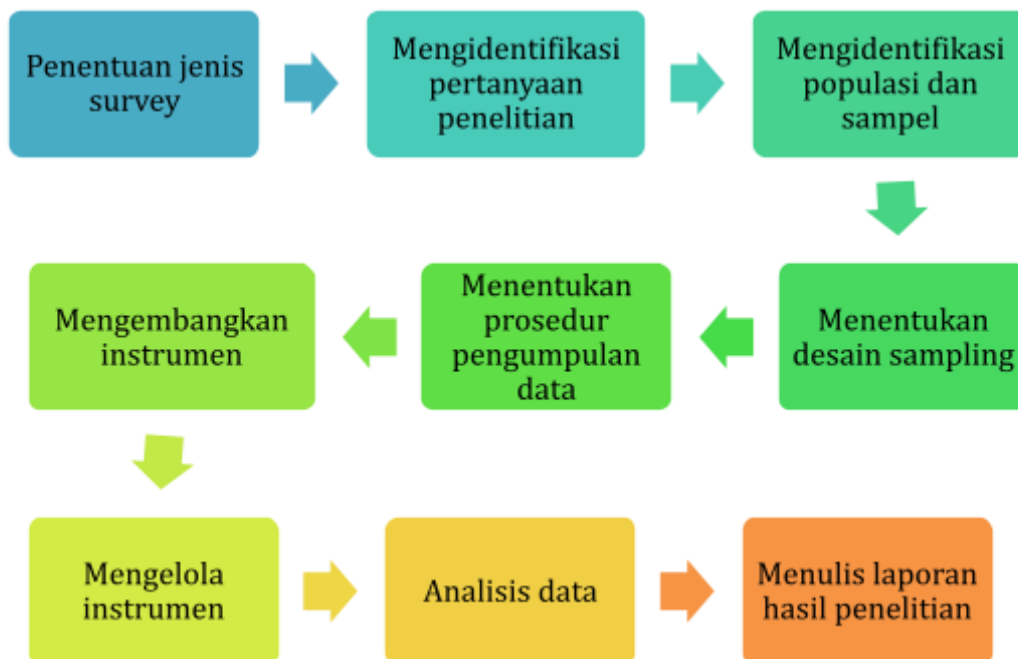 Penentuan jenis
survey
Mengidentifikasi
pertanyaan
penelitian
Mengidentifikasi
populasi dan
sampel
Menentukan
desain sampling
Menentukan
prosedur
pengumpulan
data
Mengembangkan
instrumen
Mengelola
instrumen
Analisis data
Menulis laporan
hasil penelitian